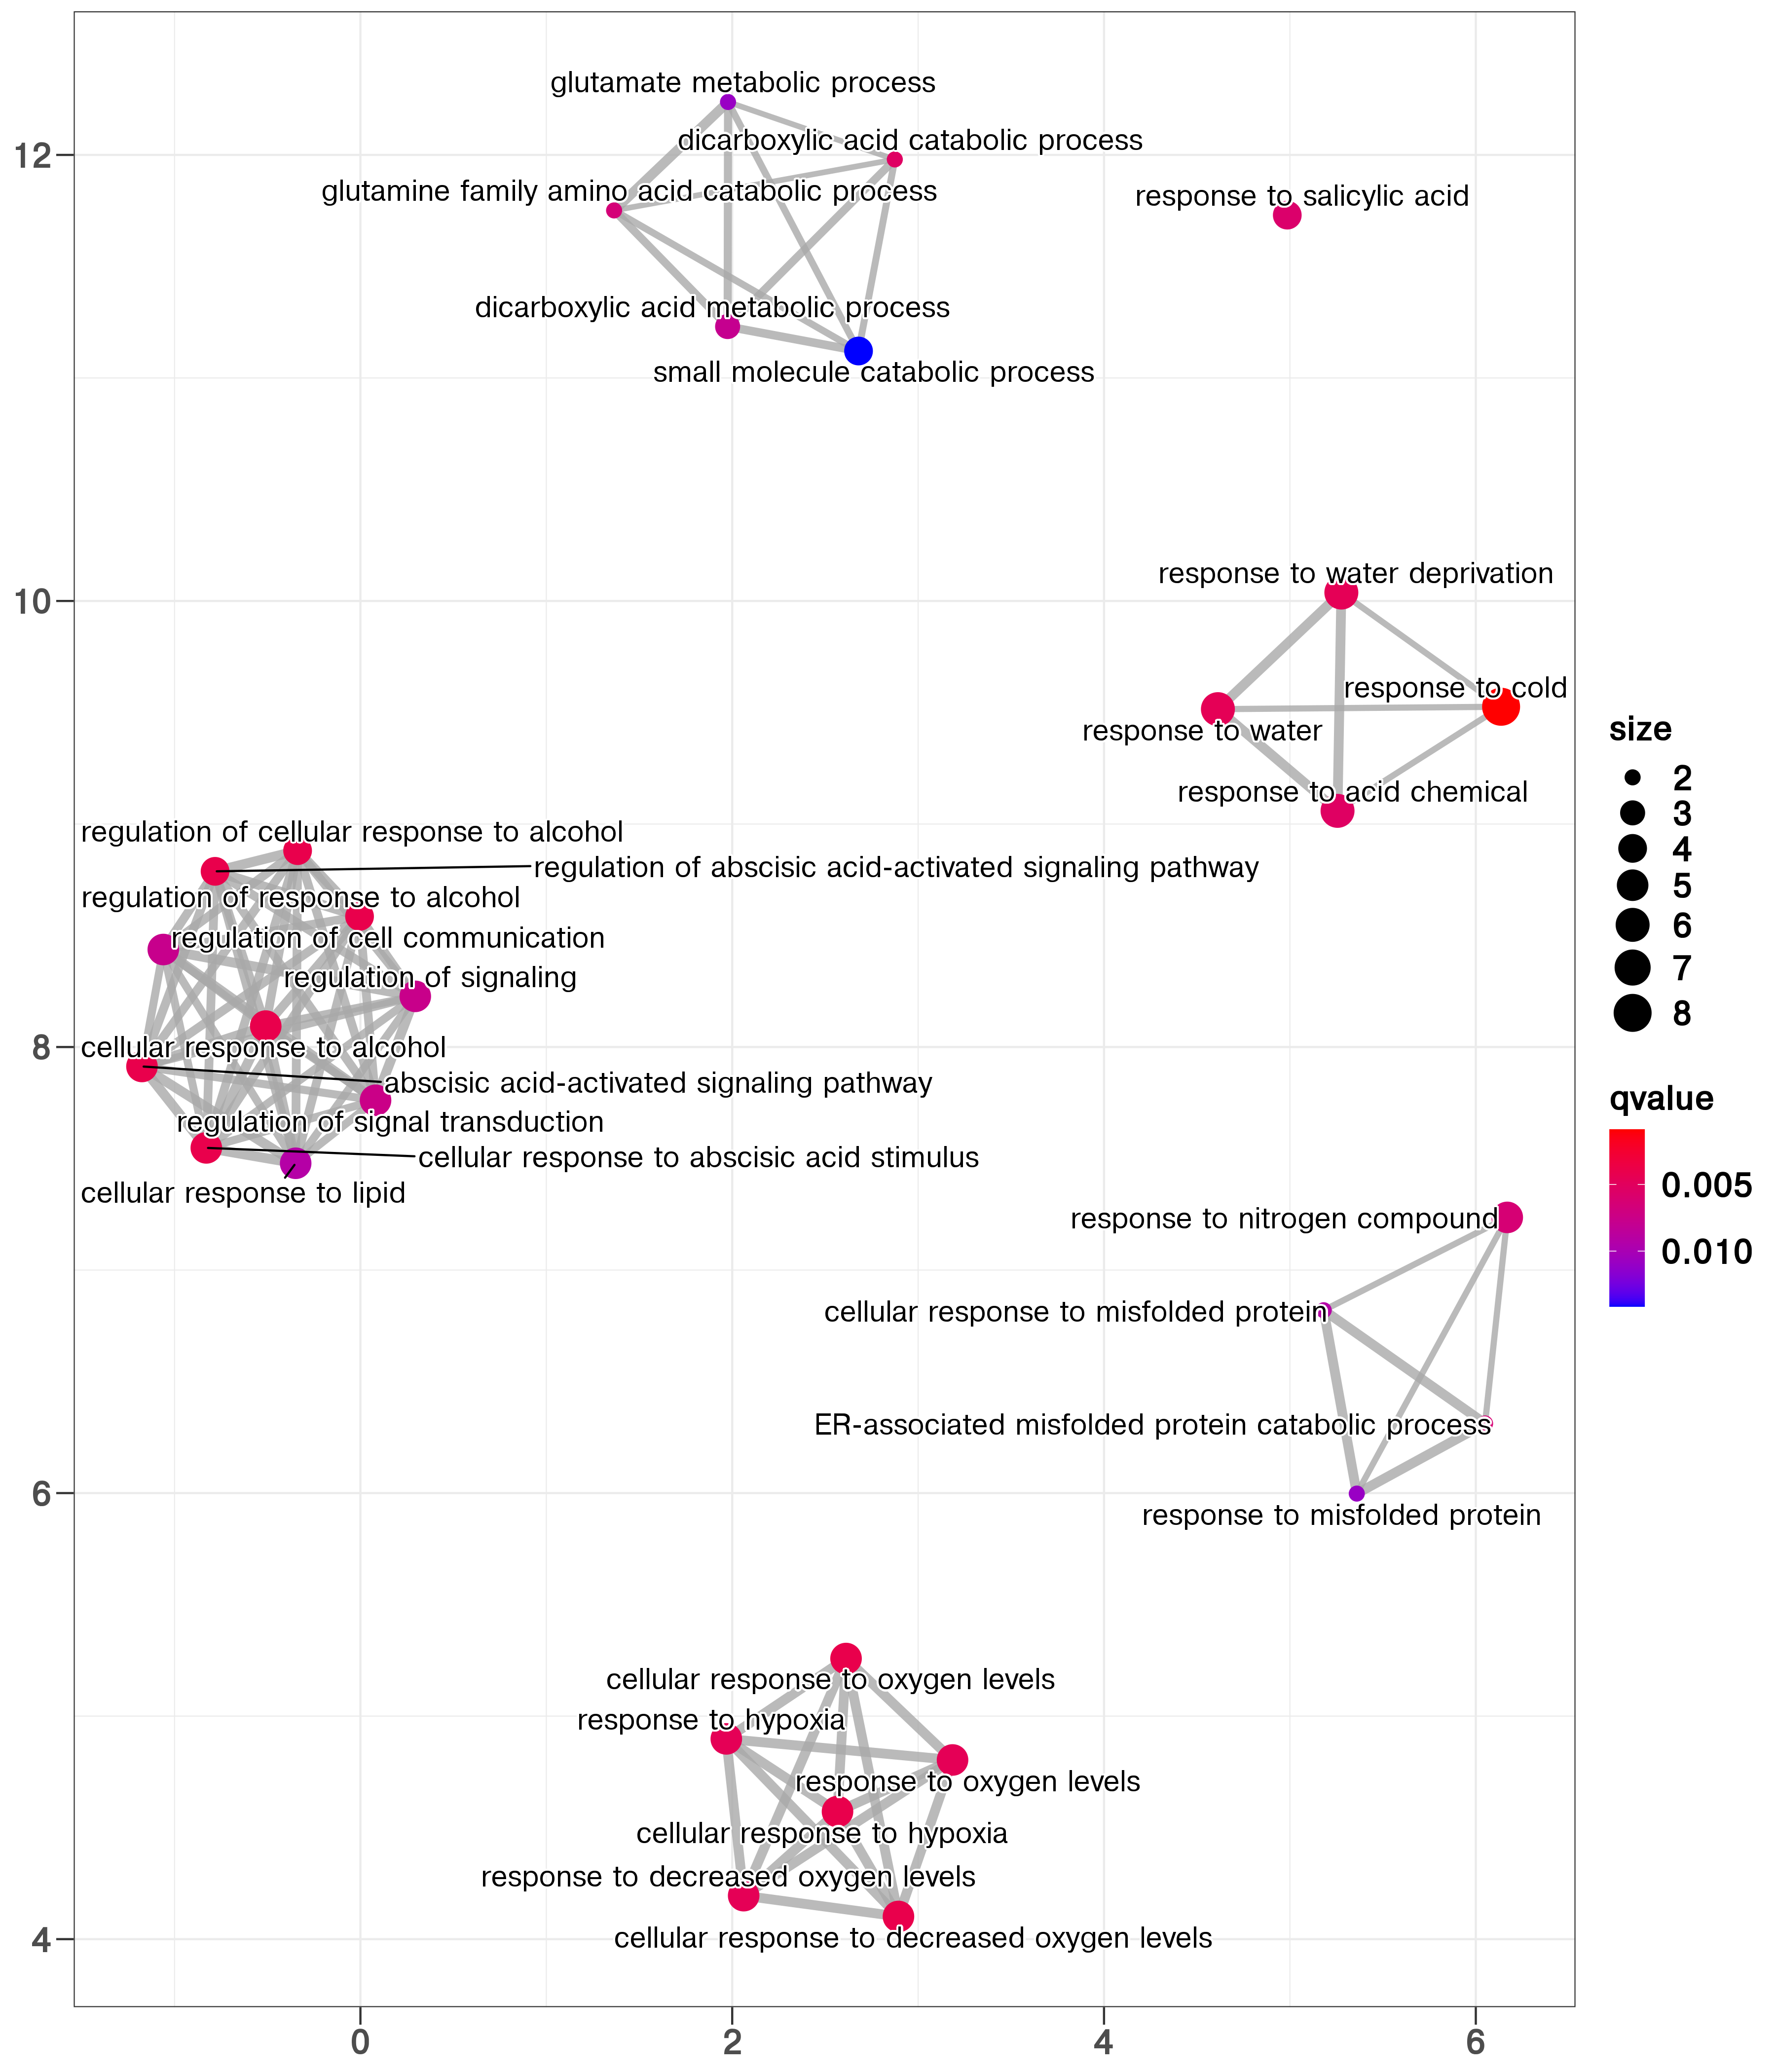 glutamate metabolic process
dicarboxylic acid catabolic process
12
glutamine family amino acid catabolic process
response to salicylic acid
dicarboxylic acid metabolic process
small molecule catabolic process
response to water deprivation
10
response to cold
response to water
response to acid chemical
regulation of cellular response to alcohol
regulation of abscisic acid-activated signaling pathway
regulation of response to alcohol
regulation of cell communication
regulation of signaling
8
cellular response to alcohol
abscisic acid-activated signaling pathway
regulation of signal transduction
cellular response to abscisic acid stimulus
cellular response to lipid
response to nitrogen compound
cellular response to misfolded protein
ER-associated misfolded protein catabolic process
6
response to misfolded protein
cellular response to oxygen levels
response to hypoxia
response to oxygen levels
cellular response to hypoxia
response to decreased oxygen levels
cellular response to decreased oxygen levels
4
0
2
4
6
size
2
3
4
5
6
7
8
qvalue
0.005
0.010